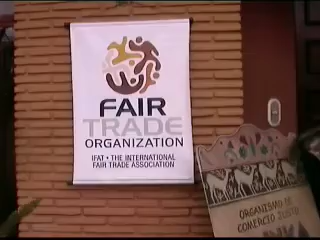 FAIR
TRADE
ORGANIZATION
IFAT • THE INTERNATIONAL
FAIR TRADE ASSOCIATION
ORGANISMO DE
COMERCIO JUSTO